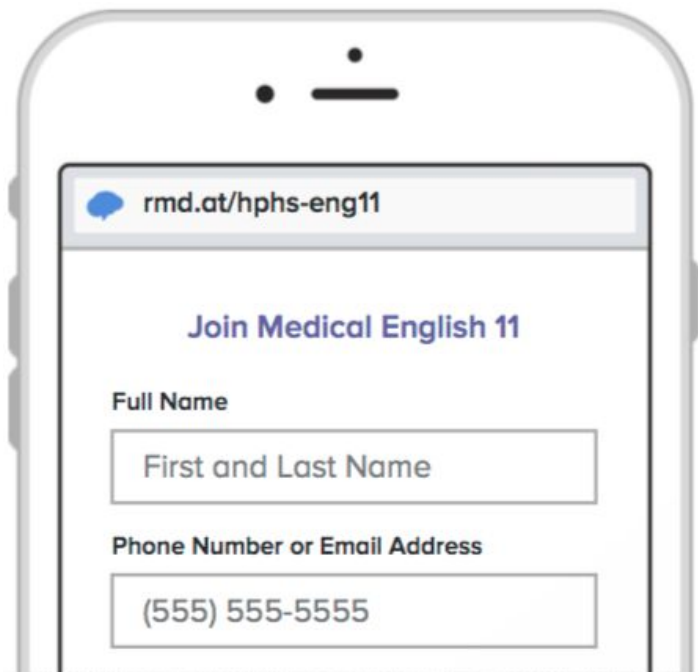 rmd.at/hphs-eng11
Join Medical English 11
Full Name
First and Last Name
Phone Number or Email Address
(555) 555-5555